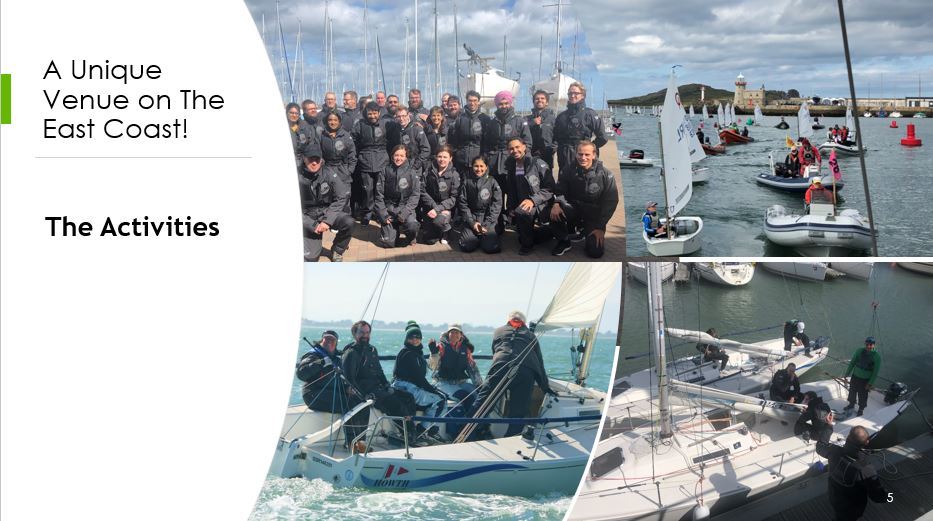 A Unique
Venue on The
East Coast!
The Activities
HOWTH
5